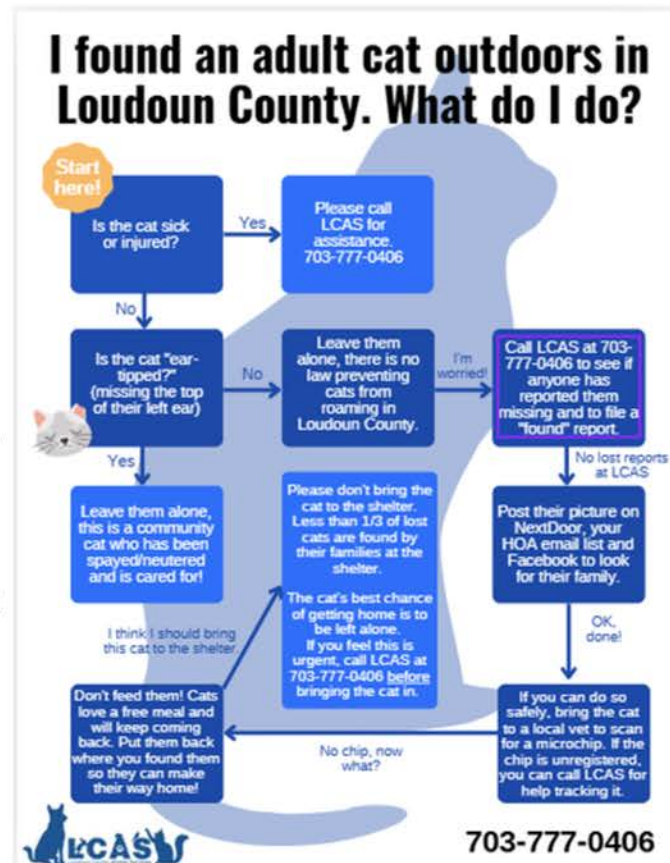 I found an adult cat outdoors in
Loudoun County. What do I do?
Start
here!
Is the cat sick
or injured?
Yes
Please call
LCAS for
assistance.
703-777-0406
No
Is the cat "ear-
tipped?"
(missing the top
of their left ear)
No
Leave them
alone, there is no
law preventing
cats from
roaming in
Loudoun County.
I'm
worried!
Call LCAS at 703-
777-0406 to see if
anyone has
reported them
missing and to file a
"found" report.
Yes
No lost reports
at LCAS
Leave them alone,
this is a community
cat who has been
spayed/neutered
and is cared for!
Please don't bring the
cat to the shelter.
Less than 1/3 of lost
cats are found by
their families at the
shelter.
The cat's best chance
of getting home is to
be left alone.
If you feel this is
urgent, call LCAS at
703-777-0406 before
bringing the cat in.
Post their picture on
NextDoor, your
HOA email list and
Facebook to look
for their family.
I think I should bring
this cat to the shelter.
OK,
done!
Don't feed them! Cats
love a free meal and
will keep coming
back. Put them back
where you found them
so they can make
their way home!
No chip, now
what?
If you can do so
safely, bring the cat
to a local vet to scan
for a microchip. If the
chip is unregistered,
you can call LCAS for
help tracking it.
LCAS
703-777-0406